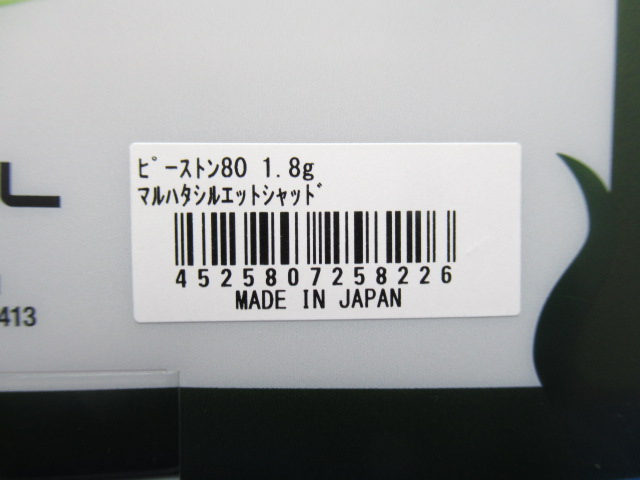 ﾋﾟｰｽﾄﾝ80 1.8g
ﾏﾙﾊﾀｼﾙｴｯﾄｼｬｯﾄﾞ
4525807258226
MADE IN JAPAN
L
413